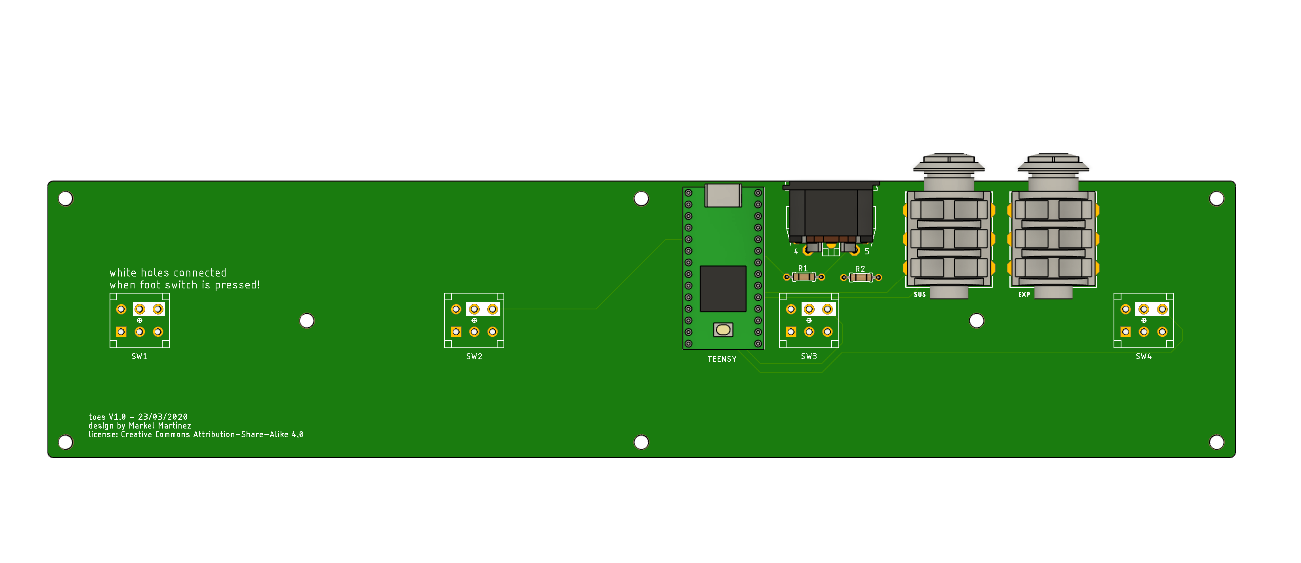 4
5
R1
R2
white holes connected
when foot switch is pressed!
SUS
EXP
SW1
SW2
TEENSY
SW3
SW4
toes V1.0 - 23/03/2020
design by Markel Martinez
license: Creative Commons Attribution-Share-Alike 4.0